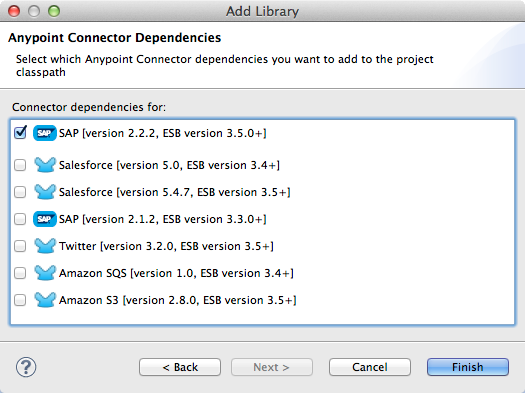 Add Library
Anypoint Connector Dependencies
Select which Anypoint Connector dependencies you want to add to the project
classpath
Connector dependencies for:
SAP SAP [version 2.2.2, ESB version 3.5.0+]
Salesforce [version 5.0, ESB version 3.4+]
Salesforce [version 5.4.7, ESB version 3.5+]
SAP SAP [version 2.1.2, ESB version 3.3.0+]
Twitter [version 3.2.0, ESB version 3.5+]
Amazon SQS [version 1.0, ESB version 3.4+]
Amazon S3 [version 2.8.0, ESB version 3.5+]
? < Back Next > Cancel Finish